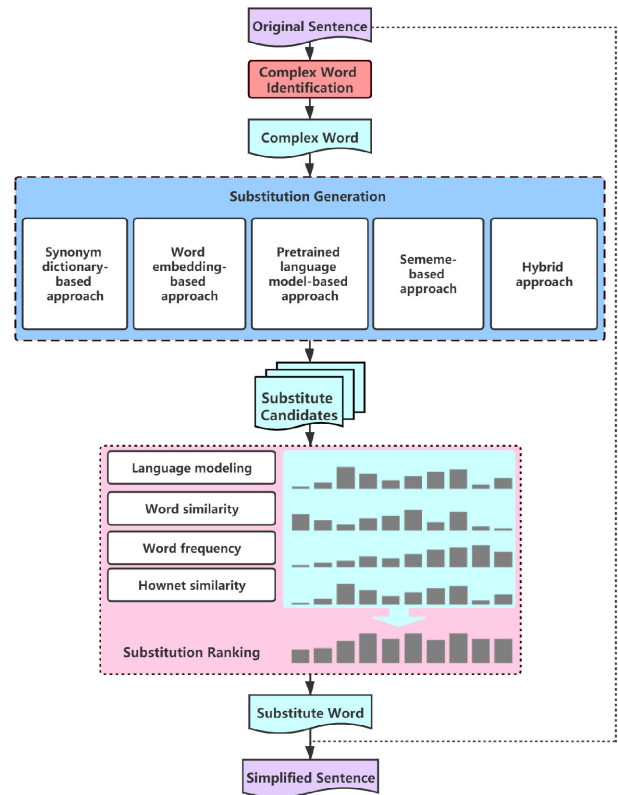 Original Sentence
Complex Word
Identification
Complex Word
Substitution Generation
Synonym
dictionary-
based
approach
Word
embedding-
based
approach
Pretrained
language
model-based
approach
Sememe-
based
approach
Hybrid
approach
Substitute
Candidates
Language modeling
Word similarity
Word frequency
Hownet similarity
Substitution Ranking
Substitute Word
Simplified Sentence